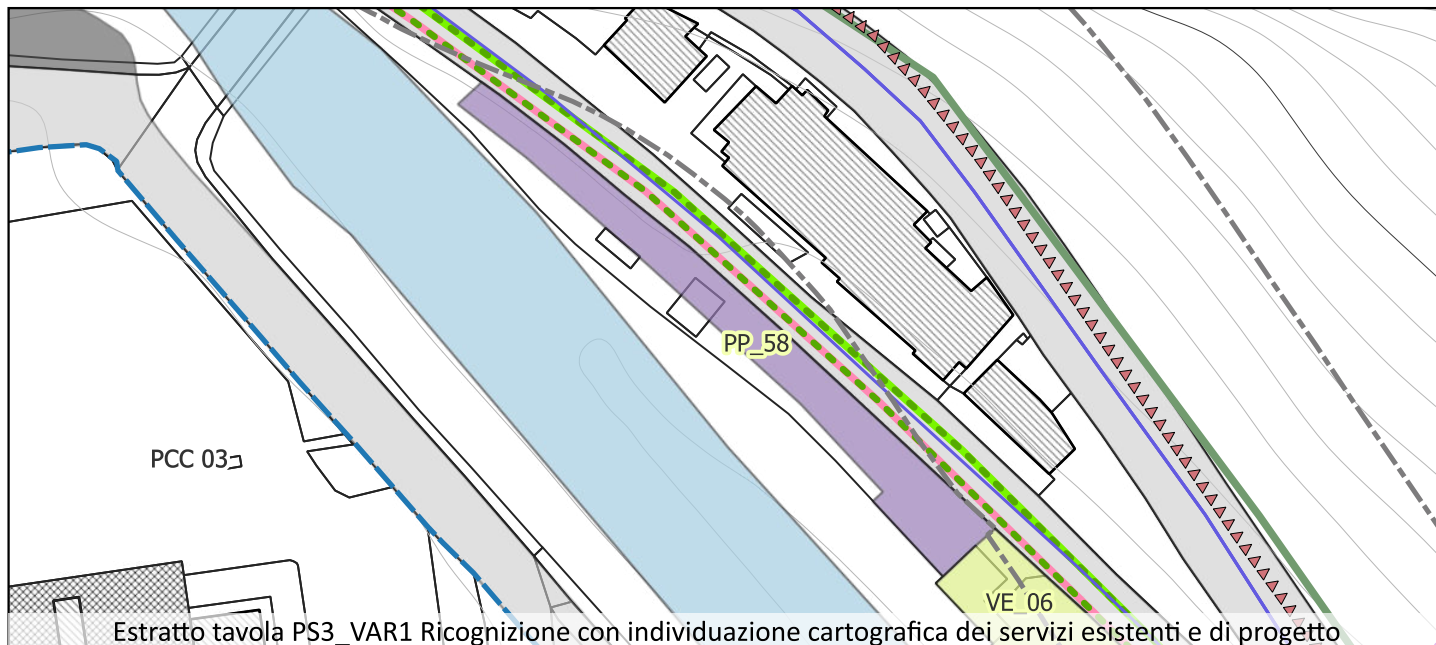 PP_58
PCC 03
VE_06
Estratto tavola PS3_VAR1 Ricognizione con individuazione cartografica dei servizi esistenti e di progetto